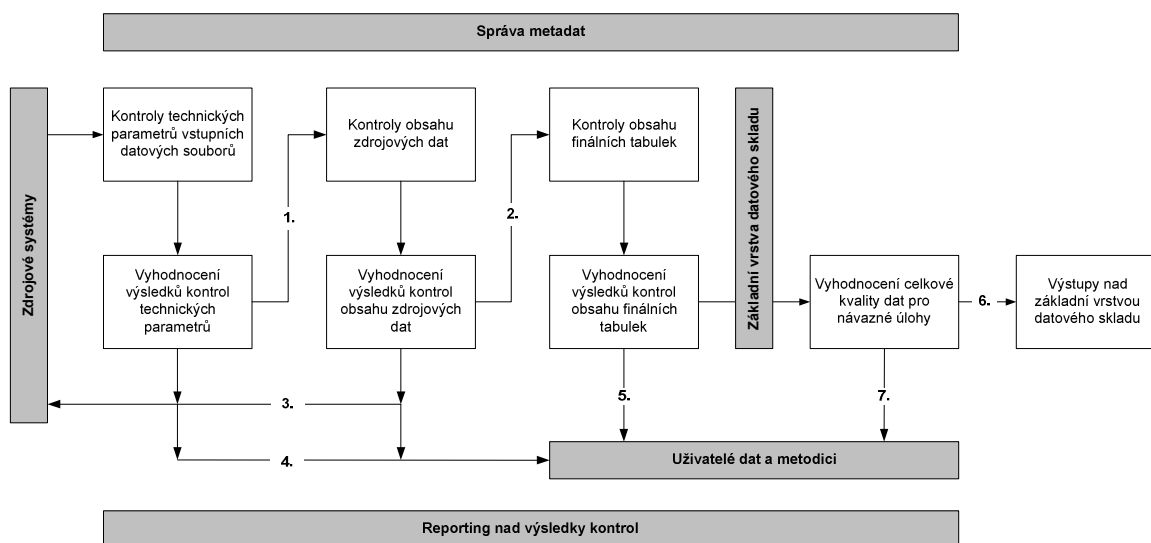 Správa metadat
Zdrojové systémy
Kontroly technických
parametrů vstupních
datových souborů
Kontroly obsahu
zdrojových dat
Kontroly obsahu
finálních tabulek
Základní vrstva datového skladu
1.
2.
Vyhodnocení
výsledků kontrol
technických
parametrů
Vyhodnocení
výsledků kontrol
obsahu zdrojových
dat
Vyhodnocení
výsledků kontrol
obsahu finálních
tabulek
Vyhodnocení celkové
kvality dat pro
návazné úlohy
6.
Výstupy nad
základní vrstvou
datového skladu
3.
5.
7.
4.
Uživatelé dat a metodici
Reporting nad výsledky kontrol